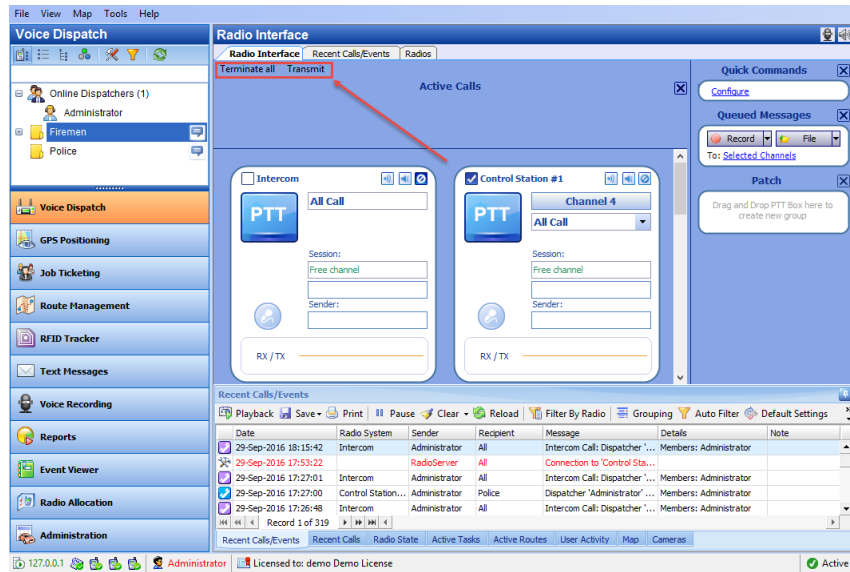 File View Map Tools Help
Voice Dispatch
Radio Interface
Radio Interface Recent Calls/Events Radios
Terminate all Transmit
Active Calls
Quick Commands
Configure
Queued Messages
Record File
To: Selected Channels
Patch
Drag and Drop PTT Box here to
create new group
Online Dispatchers (1)
Administrator
Firemen
Police
Voice Dispatch
GPS Positioning
Job Ticketing
Route Management
RFID Tracker
Text Messages
Voice Recording
Reports
Event Viewer
Radio Allocation
Administration
Intercom
PTT
All Call
Session:
Free channel
Sender:
RX / TX
Control Station #1
PTT
Channel 4
All Call
Session:
Free channel
Sender:
RX / TX
Recent Calls/Events
Playback Save Print Pause Clear Reload Filter By Radio Grouping Auto Filter Default Settings
Date Radio System Sender Recipient Message Details Note
29-Sep-2016 18:15:42 Intercom Administrator All Intercom Call: Dispatcher '... Members: Administrator
29-Sep-2016 17:53:22 RadioServer All Connection to 'Control Sta...
29-Sep-2016 17:27:01 Intercom Administrator All Intercom Call: Dispatcher '... Members: Administrator
29-Sep-2016 17:27:00 Control Station... Administrator Police Dispatcher 'Administrator' ... Members: Administrator
29-Sep-2016 17:26:48 Intercom Administrator All Intercom Call: Dispatcher '... Members: Administrator
Record 1 of 319
Recent Calls/Events Recent Calls Radio State Active Tasks Active Routes User Activity Map Cameras
127.0.0.1 Administrator Licensed to: demo Demo License Active